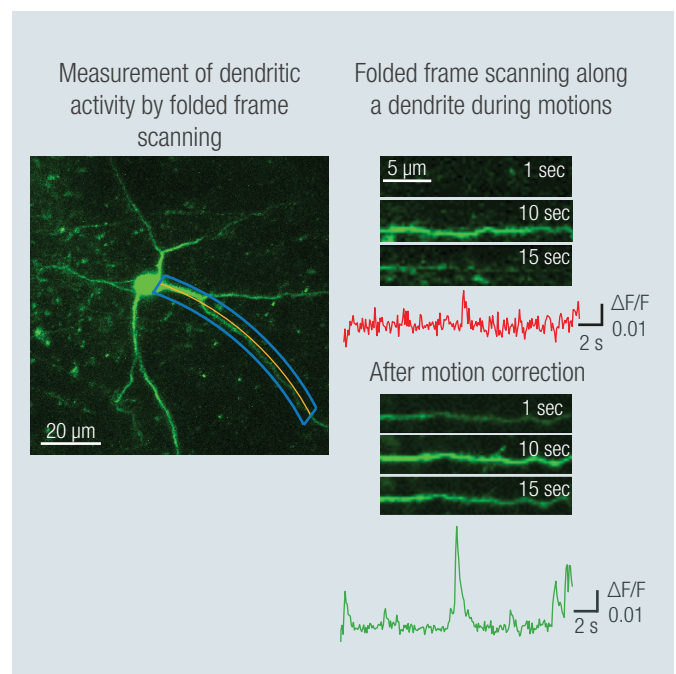 Measurement of dendritic
activity by folded frame
scanning
20 µm
Folded frame scanning along
a dendrite during motions
5 µm
1 sec
10 sec
15 sec
ΔF/F
0.01
2 s
After motion correction
1 sec
10 sec
15 sec
ΔF/F
0.01
2 s